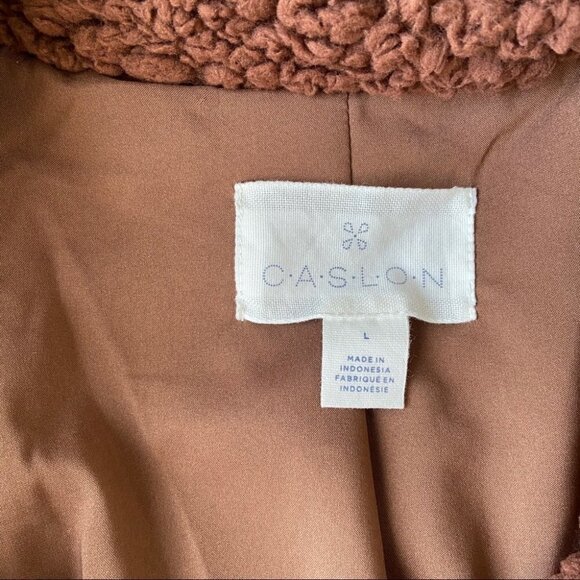 C·A·S·L·O·N
L
MADE IN
INDONESIA
FABRIQUÉ EN
INDONÉSIE